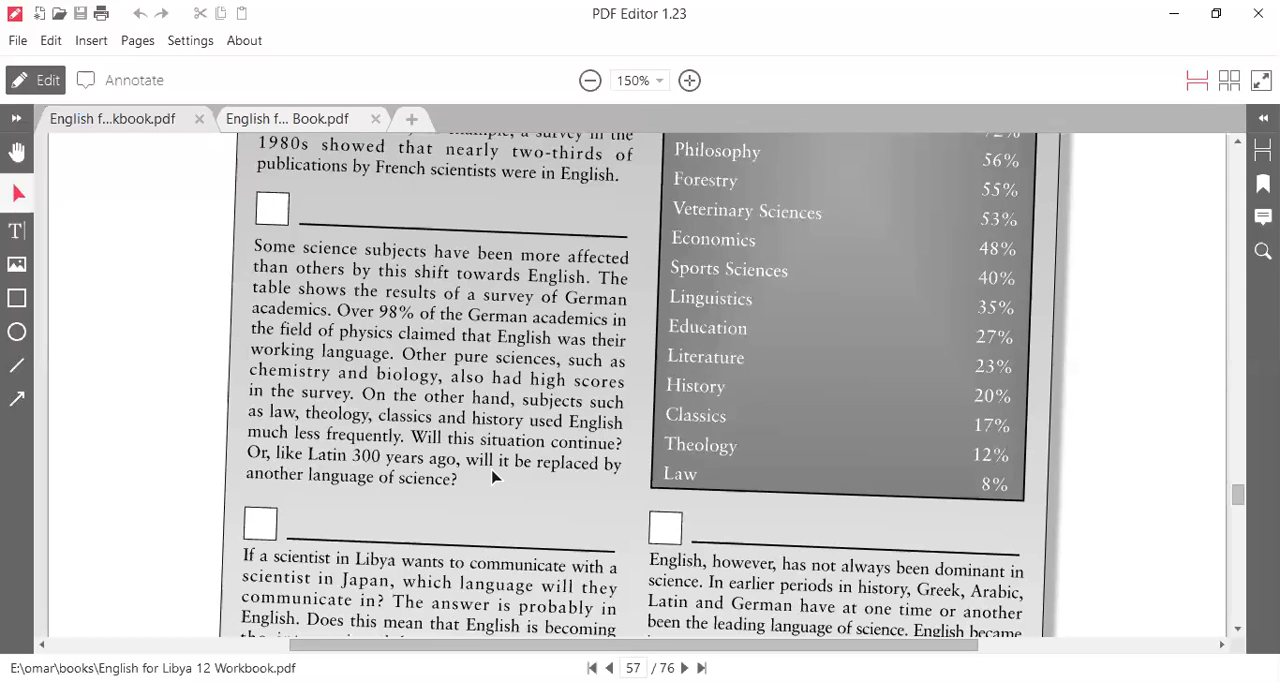 PDF Editor 1.23
File Edit Insert Pages Settings About
Edit Annotate 150%
English f...kbook.pdf English f... Book.pdf
a survey in the
1980s showed that nearly two-thirds of
publications by French scientists were in English.
Some science subjects have been more affected
than others by this shift towards English. The
table shows the results of a survey of German
academics. Over 98% of the German academics in
the field of physics claimed that English was their
working language. Other pure sciences, such as
chemistry and biology, also had high scores
in the survey. On the other hand, subjects such
as law, theology, classics and history used English
much less frequently. Will this situation continue?
Or, like Latin 300 years ago, will it be replaced by
another language of science?
If a scientist in Libya wants to communicate with a
scientist in Japan, which language will they
communicate in? The answer is probably in
English. Does this mean that English is becoming
72%
Philosophy 56%
Forestry 55%
Veterinary Sciences 53%
Economics 48%
Sports Sciences 40%
Linguistics 35%
Education 27%
Literature 23%
History 20%
Classics 17%
Theology 12%
Law 8%
English, however, has not always been dominant in
science. In earlier periods in history, Greek, Arabic,
Latin and German have at one time or another
been the leading language of science. English became
E:\omar\books\English for Libya 12 Workbook.pdf 57 / 76